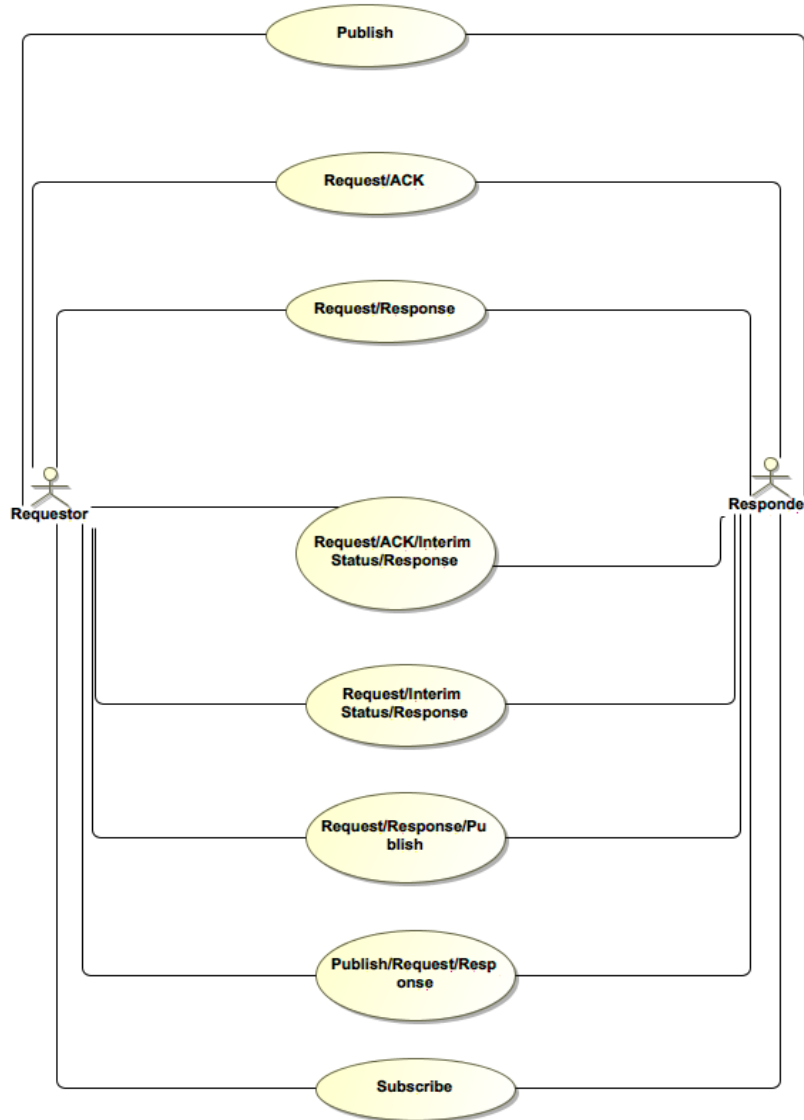 Publish
Request/ACK
Request/Response
Requestor
Responde
Request/ACK/Interim
Status/Response
Request/Interim
Status/Response
Request/Response/Pu
blish
Publish/Request/Resp
onse
Subscribe